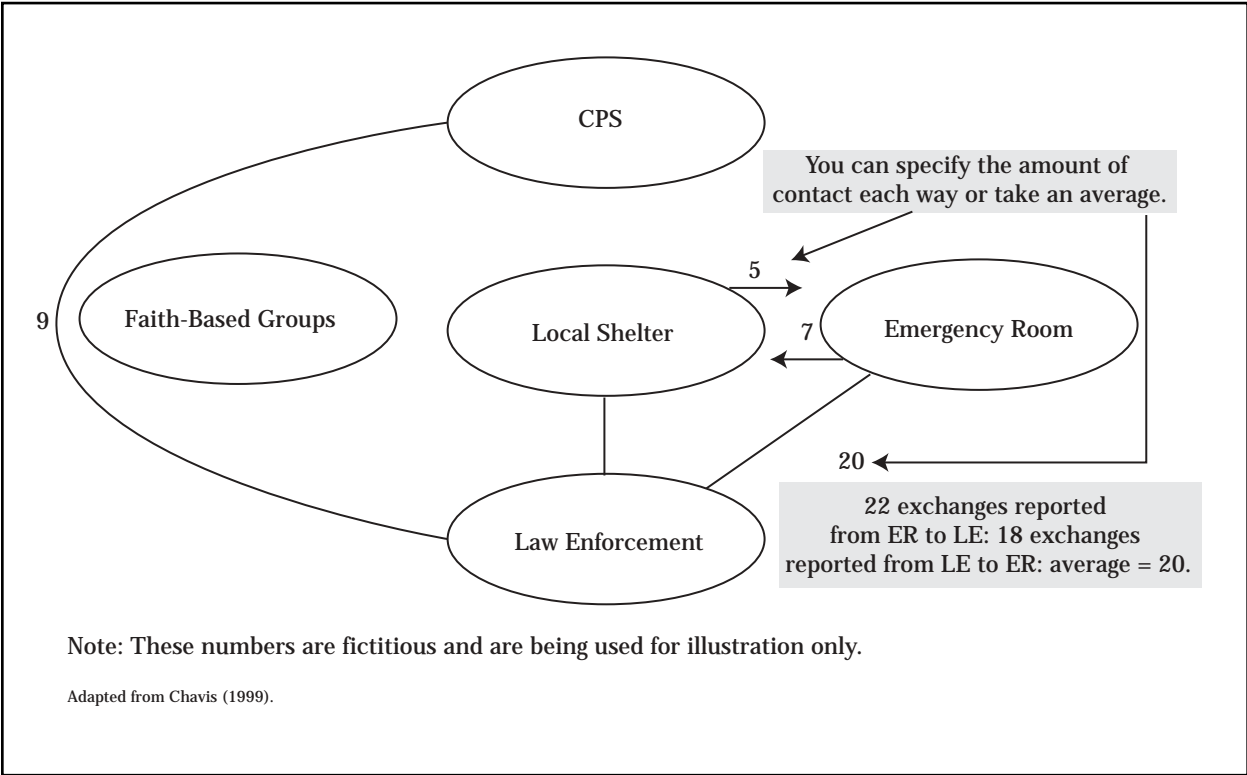 CPS
You can specify the amount of
contact each way or take an average.
5
9
Faith-Based Groups
Local Shelter
7
Emergency Room
20
22 exchanges reported
from ER to LE: 18 exchanges
reported from LE to ER: average = 20.
Law Enforcement
Note: These numbers are fictitious and are being used for illustration only.
Adapted from Chavis (1999).